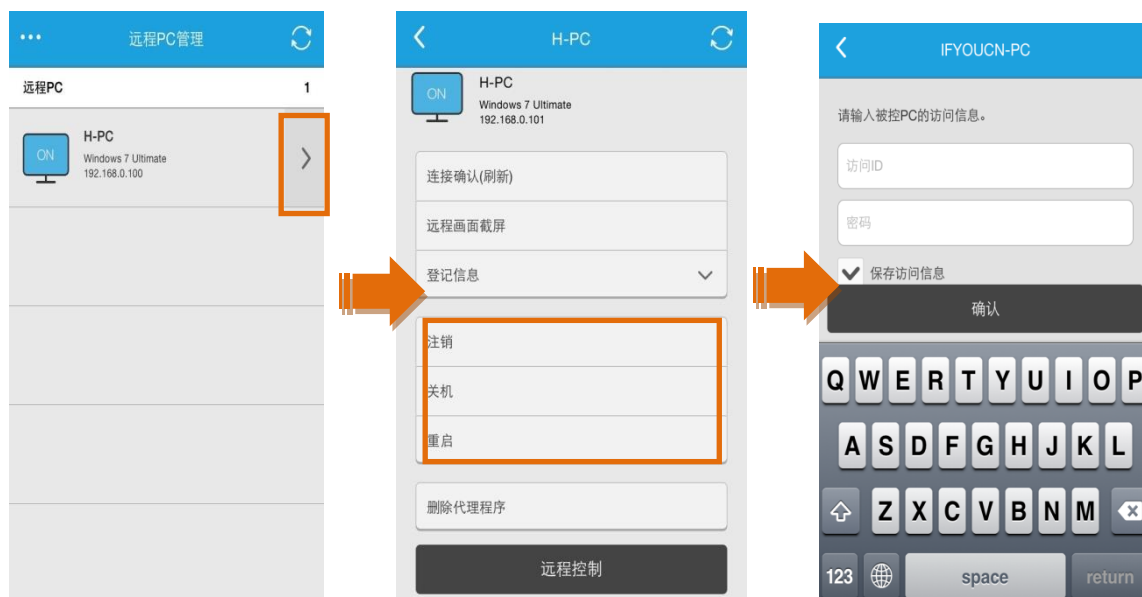 远程PC管理
远程PC 1
ON
H-PC
Windows 7 Ultimate
192.168.0.100
H-PC
ON
H-PC
Windows 7 Ultimate
192.168.0.101
连接确认(刷新)
远程画面截屏
登记信息
注销
关机
重启
删除代理程序
远程控制
IFYOUCN-PC
请输入被控PC的访问信息。
访问ID
密码
保存访问信息
确认
Q W E R T Y U I O P
A S D F G H J K L
Z X C V B N M
123 space return